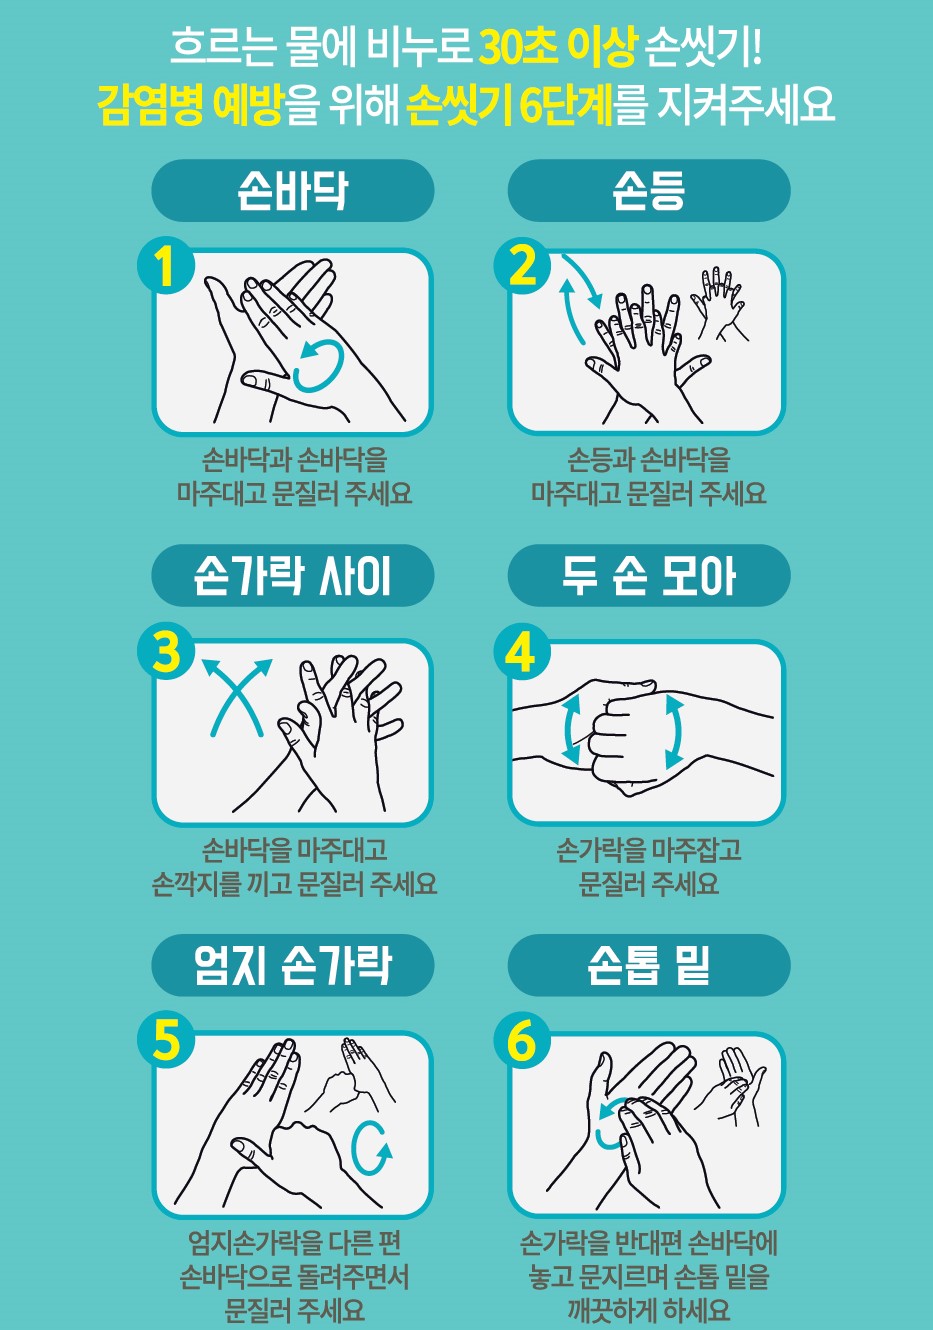 흐르는 물에 비누로 30초 이상 손씻기!
감염병 예방을 위해 손씻기 6단계를 지켜주세요
손바닥
1
손바닥과 손바닥을
마주대고 문질러 주세요
손등
2
손등과 손바닥을
마주대고 문질러 주세요
손가락 사이
3
손바닥을 마주대고
손깍지를 끼고 문질러 주세요
두 손 모아
4
손가락을 마주잡고
문질러 주세요
엄지 손가락
5
엄지손가락을 다른 편
손바닥으로 돌려주면서
문질러 주세요
손톱 밑
6
손가락을 반대편 손바닥에
놓고 문지르며 손톱 밑을
깨끗하게 하세요